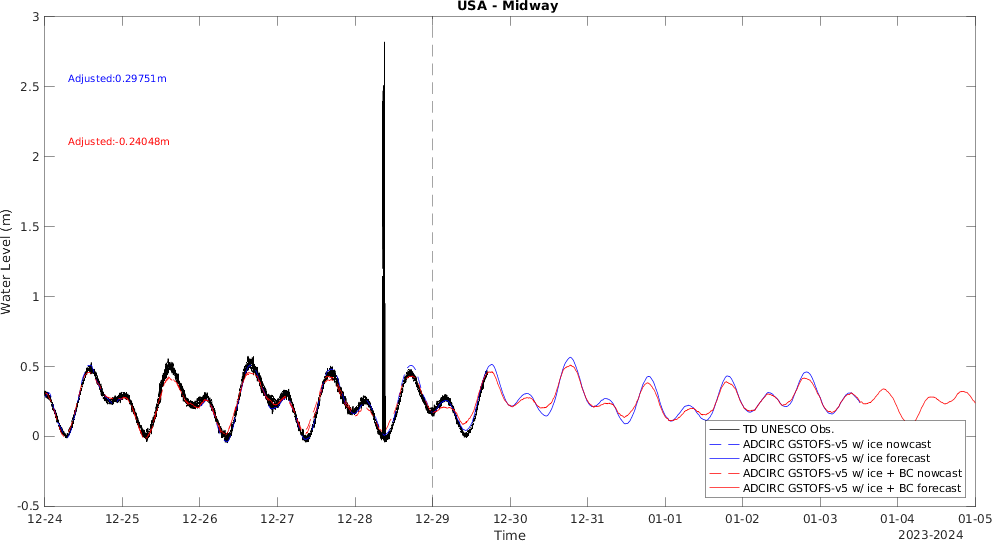 USA - Midway
3
2.5
2
1.5
1
0.5
0
-0.5
Water Level (m)
Adjusted:0.29751m
Adjusted:-0.24048m
TD UNESCO Obs.
ADCIRC GSTOFS-v5 w/ ice nowcast
ADCIRC GSTOFS-v5 w/ ice forecast
ADCIRC GSTOFS-v5 w/ ice + BC nowcast
ADCIRC GSTOFS-v5 w/ ice + BC forecast
12-24 12-25 12-26 12-27 12-28 12-29 12-30 12-31 01-01 01-02 01-03 01-04 01-05
Time
2023-2024